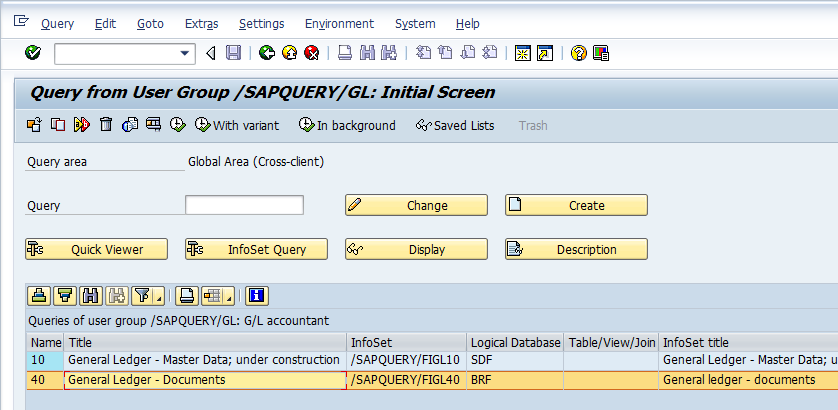 Query Edit Goto Extras Settings Environment System Help
Query from User Group /SAPQUERY/GL: Initial Screen
With variant In background Saved Lists Trash
Query area Global Area (Cross-client)
Query Change Create
Quick Viewer InfoSet Query Display Description
Queries of user group /SAPQUERY/GL: G/L accountant
Name Title InfoSet Logical Database Table/View/Join InfoSet title
10 General Ledger - Master Data; under construction /SAPQUERY/FIGL10 SDF General Ledger - Master Data; u
40 General Ledger - Documents /SAPQUERY/FIGL40 BRF General ledger - documents